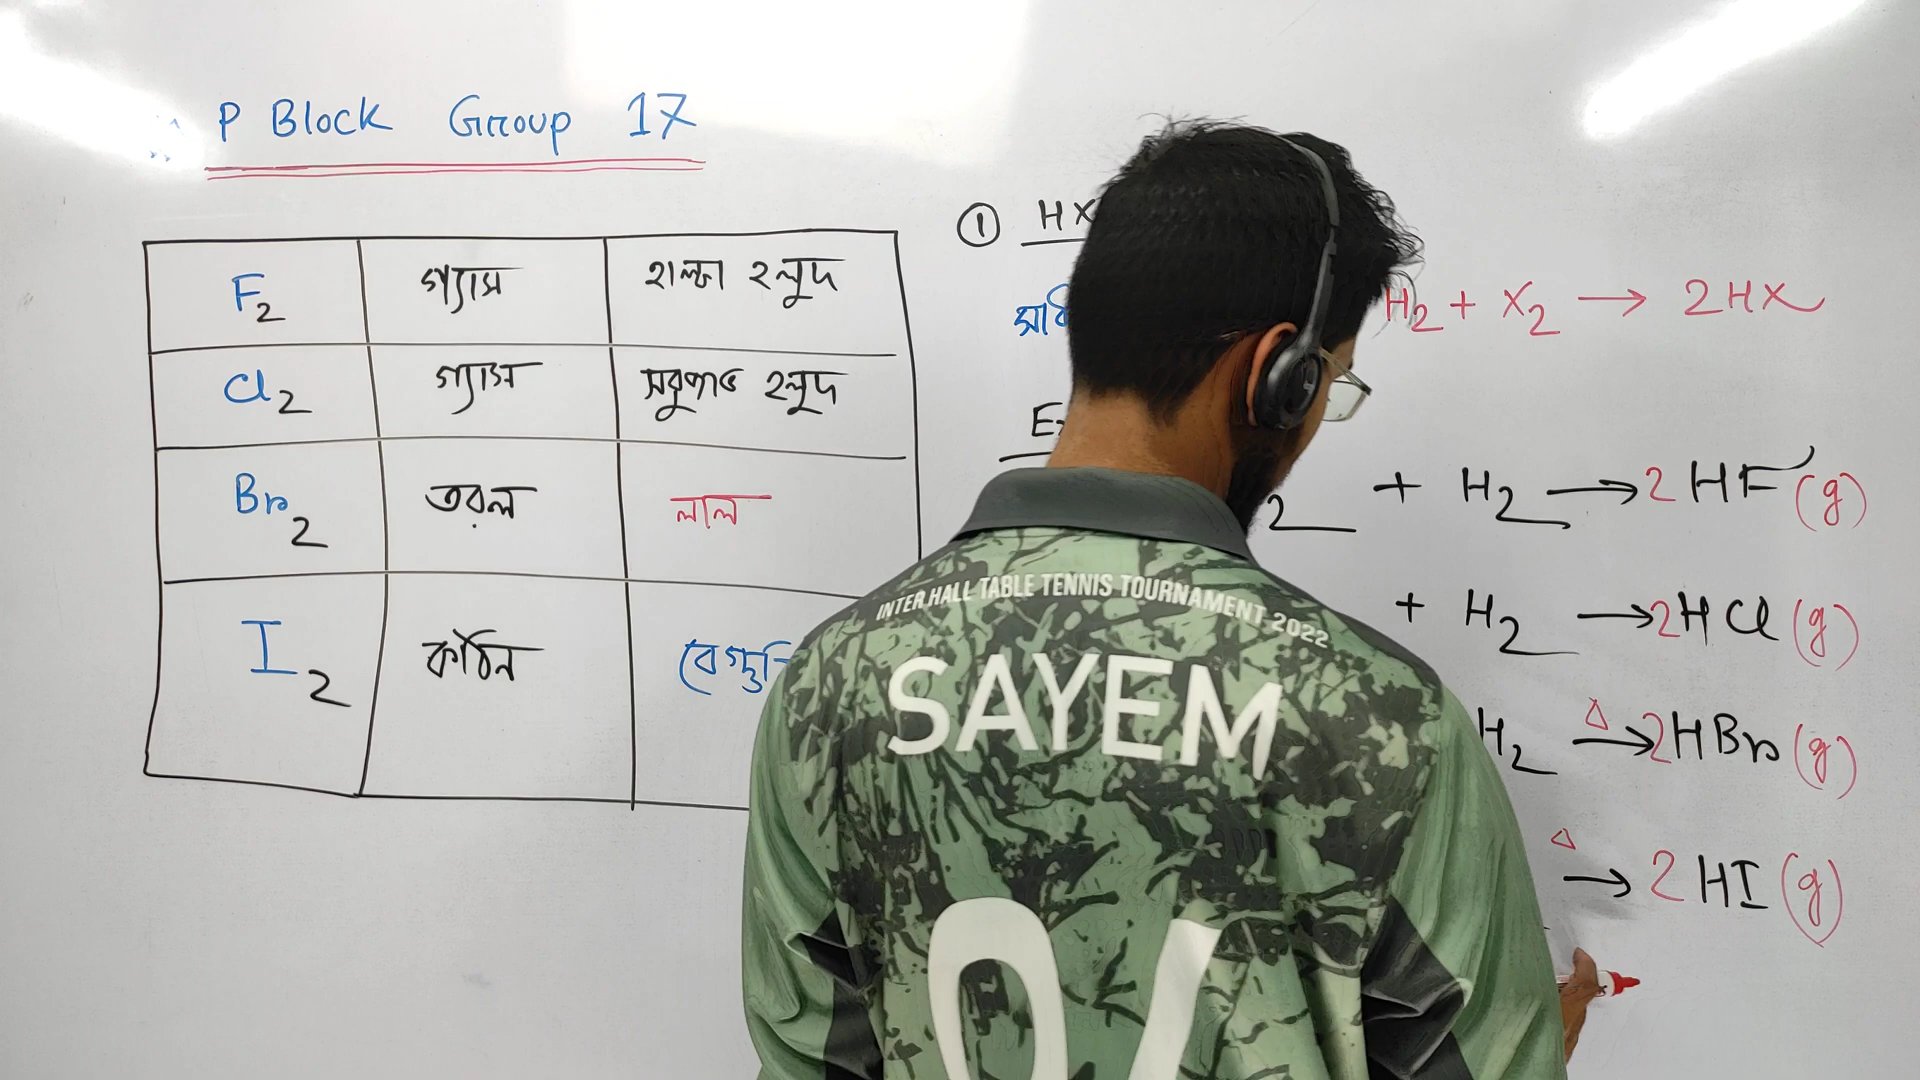 P Block Group 17
F₂ গ্যাস হাল্কা হলুদ
Cl₂ গ্যাস সবুজাভ হলুদ
Br₂ তরল লাল
I₂ কঠিন
① HX
H₂ + X₂ → 2HX
₂ + H₂ → 2HF (g)
+ H₂ → 2HCl (g)
H₂ Δ→ 2HBr (g)
Δ→ 2HI (g)
INTER HALL TABLE TENNIS TOURNAMENT 2022
SAYEM